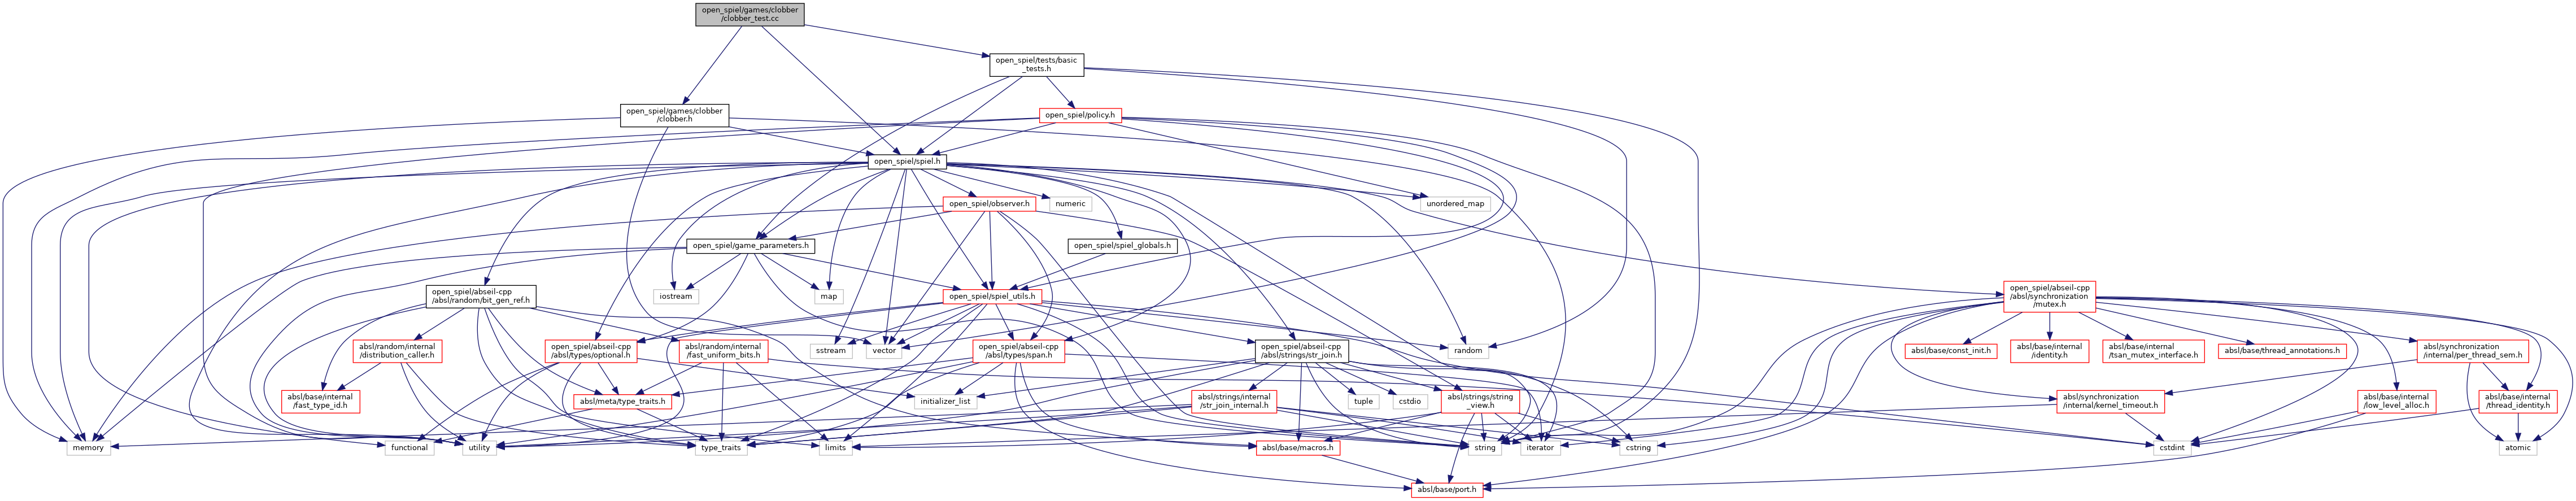 open_spiel/games/clobber
/clobber_test.cc
open_spiel/tests/basic
_tests.h
open_spiel/games/clobber
/clobber.h
open_spiel/policy.h
open_spiel/spiel.h
open_spiel/observer.h
numeric
unordered_map
open_spiel/game_parameters.h
open_spiel/spiel_globals.h
open_spiel/abseil-cpp
/absl/random/bit_gen_ref.h
iostream
map
open_spiel/spiel_utils.h
open_spiel/abseil-cpp
/absl/synchronization
/mutex.h
absl/random/internal
/distribution_caller.h
open_spiel/abseil-cpp
/absl/types/optional.h
absl/random/internal
/fast_uniform_bits.h
sstream
vector
open_spiel/abseil-cpp
/absl/types/span.h
open_spiel/abseil-cpp
/absl/strings/str_join.h
random
absl/base/const_init.h
absl/base/internal
/identity.h
absl/base/internal
/tsan_mutex_interface.h
absl/base/thread_annotations.h
absl/synchronization
/internal/per_thread_sem.h
absl/base/internal
/fast_type_id.h
absl/meta/type_traits.h
initializer_list
absl/strings/internal
/str_join_internal.h
tuple
cstdio
absl/strings/string
_view.h
absl/synchronization
/internal/kernel_timeout.h
absl/base/internal
/low_level_alloc.h
absl/base/internal
/thread_identity.h
memory
functional
utility
type_traits
limits
absl/base/macros.h
string
iterator
cstring
cstdint
atomic
absl/base/port.h